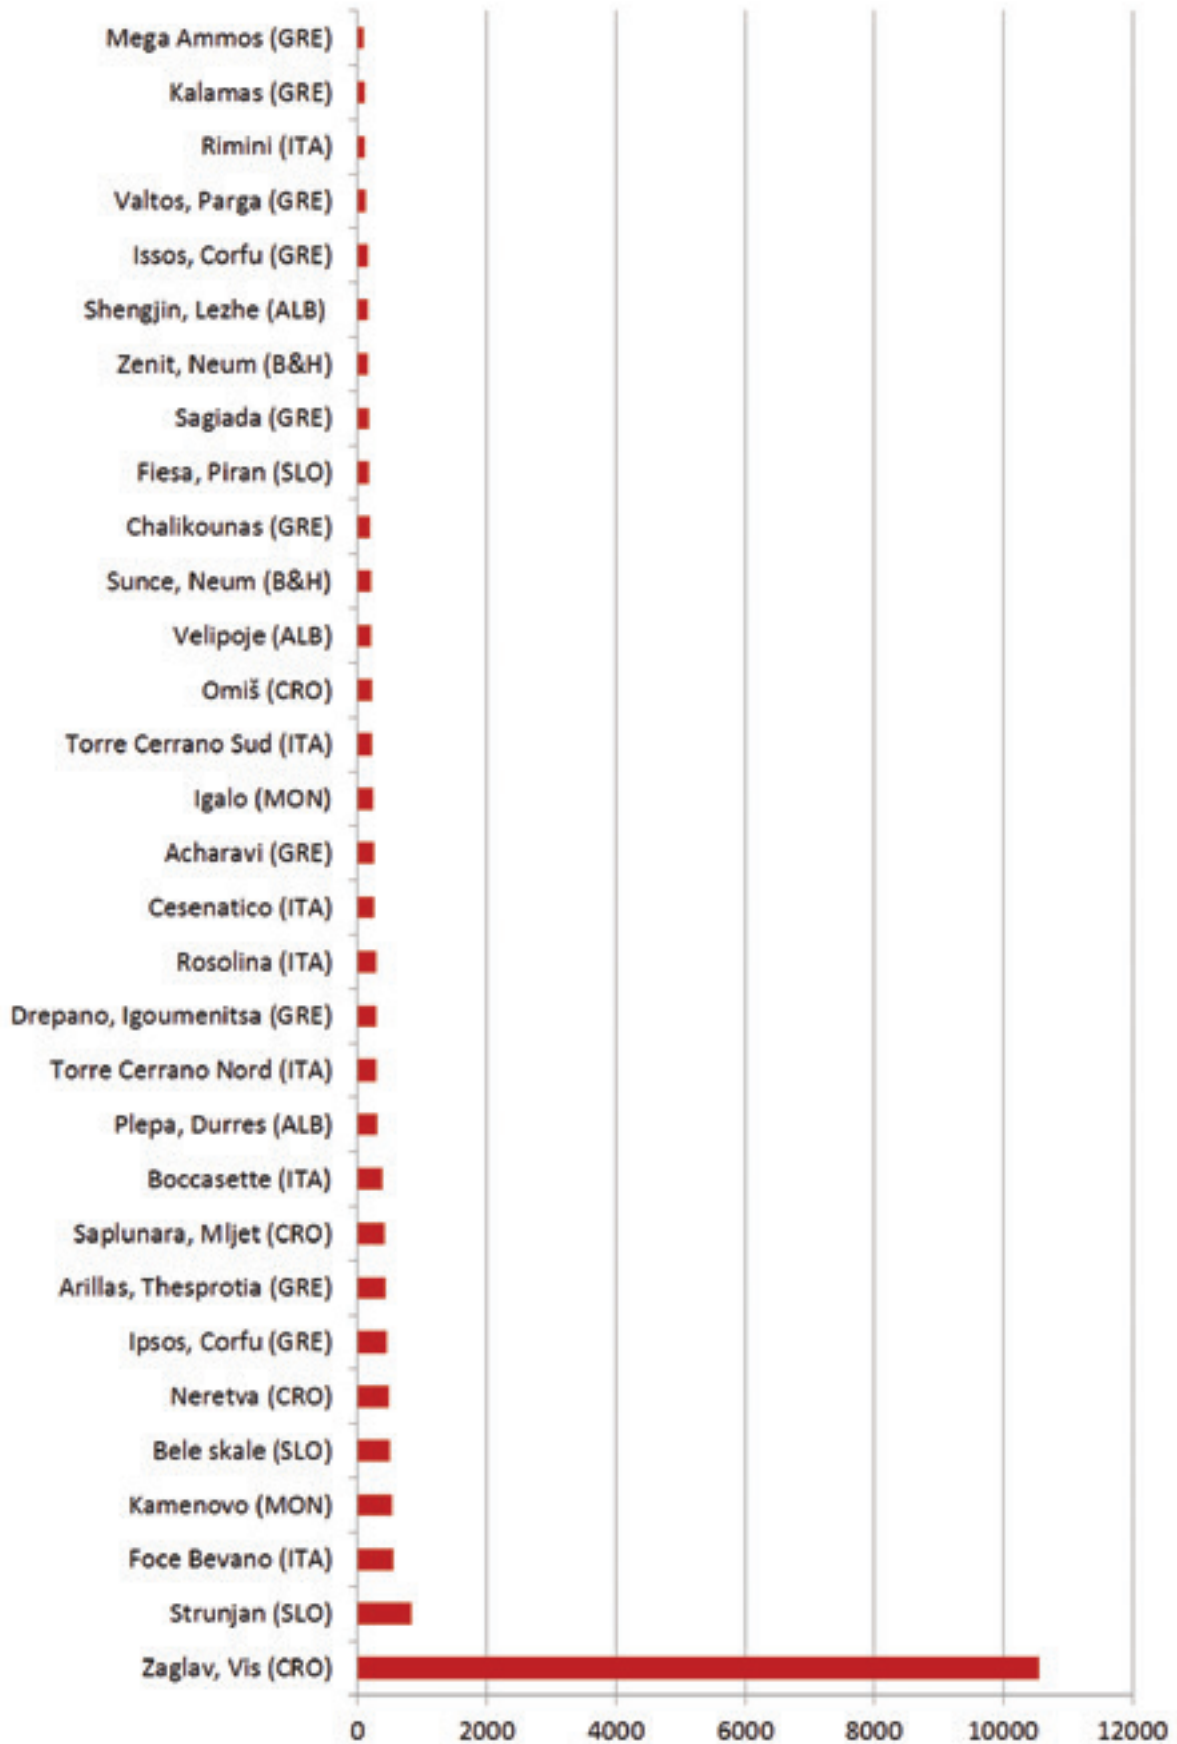 Mega Ammos (GRE)
Kalamas (GRE)
Rimini (ITA)
Valtos, Parga (GRE)
Issos, Corfu (GRE)
Shengjin, Lezhe (ALB)
Zenit, Neum (B&H)
Sagiada (GRE)
Fiesa, Piran (SLO)
Chalikounas (GRE)
Sunce, Neum (B&H)
Velipoje (ALB)
Omiš (CRO)
Torre Cerrano Sud (ITA)
Igalo (MON)
Acharavi (GRE)
Cesenatico (ITA)
Rosolina (ITA)
Drepano, Igoumenitsa (GRE)
Torre Cerrano Nord (ITA)
Plepa, Durres (ALB)
Boccasette (ITA)
Saplunara, Mljet (CRO)
Arillas, Thesprotia (GRE)
Ipsos, Corfu (GRE)
Neretva (CRO)
Bele skale (SLO)
Kamenovo (MON)
Foce Bevano (ITA)
Strunjan (SLO)
Zaglav, Vis (CRO)
0 2000 4000 6000 8000 10000 12000